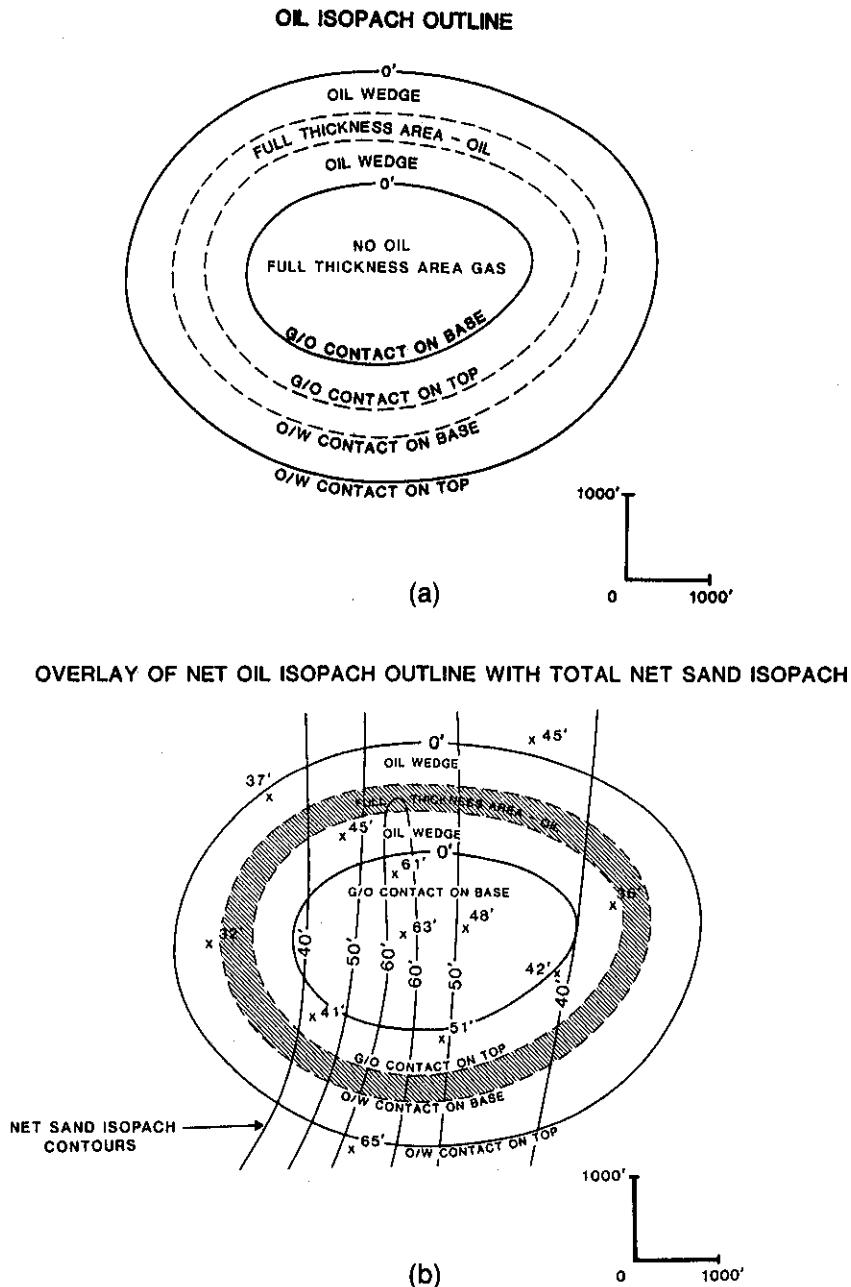 OIL ISOPACH OUTLINE
0'
OIL WEDGE
FULL THICKNESS AREA - OIL
OIL WEDGE
0'
NO OIL
FULL THICKNESS AREA GAS
G/O CONTACT ON BASE
G/O CONTACT ON TOP
O/W CONTACT ON BASE
O/W CONTACT ON TOP
1000'
0 1000'
(a)
OVERLAY OF NET OIL ISOPACH OUTLINE WITH TOTAL NET SAND ISOPACH
0'
x 45'
OIL WEDGE
37'
x
FULL THICKNESS AREA - OIL
45'
x
OIL WEDGE
0'
61'
x
G/O CONTACT ON BASE
36'
x
x 32'
40'
50'
60'
x 63'
60'
50'
x 48'
42'
x
40'
x 41'
51'
x
G/O CONTACT ON TOP
O/W CONTACT ON BASE
NET SAND ISOPACH
CONTOURS
x 65'
O/W CONTACT ON TOP
1000'
0 1000'
(b)